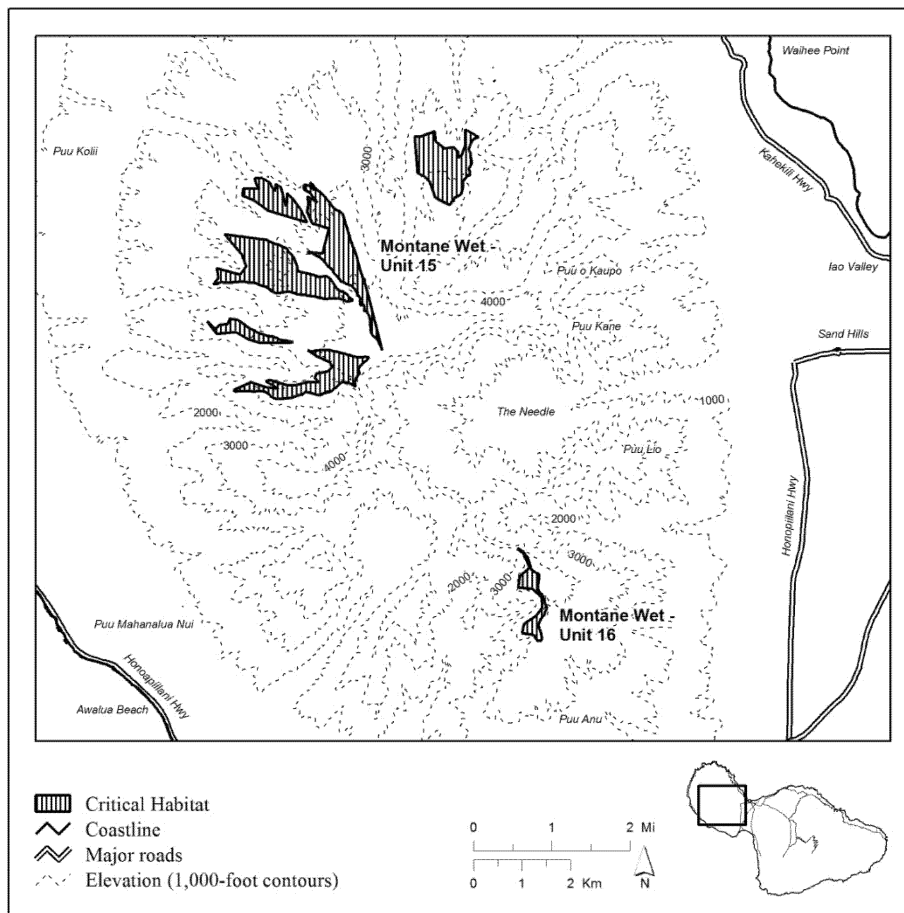 Waihee Point
Puu Kolii
3000
Kahekili Hwy
Montane Wet -
Unit 15
Puu o Kaupo
Iao Valley
4000
Puu Kane
Sand Hills
1000
The Needle
2000
3000
Puu Lio
4000
Honopiilani Hwy
2000
3000
2000
3000
Montane Wet -
Unit 16
Puu Mahanalua Nui
Honoapiilani Hwy
Awalua Beach
Puu Anu
Critical Habitat
Coastline
Major roads
Elevation (1,000-foot contours)
0 1 2 Mi
0 1 2 Km
N